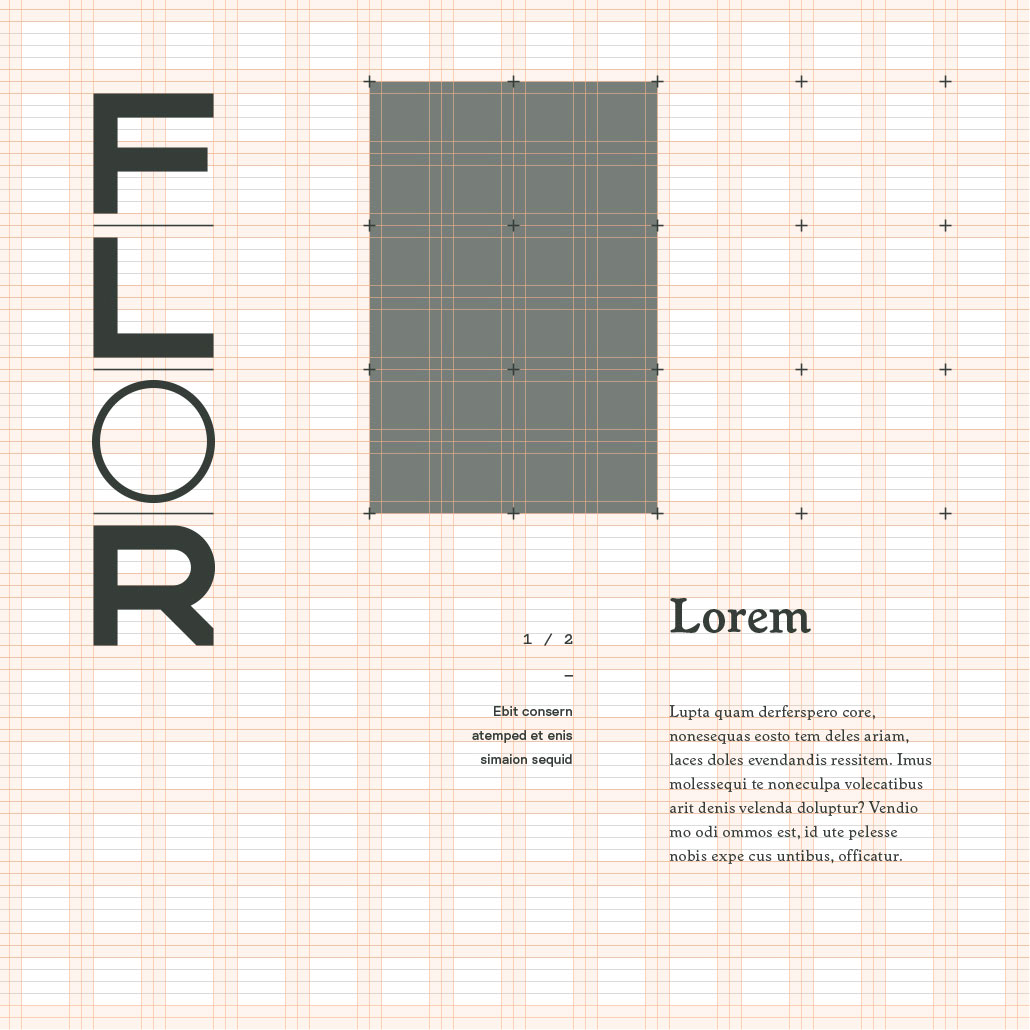 FLOR
Lorem
1 / 2
–
Ebit consern
atemped et enis
simaion sequid
Lupta quam derferspero core,
nonesequas eosto tem deles ariam,
laces doles evendandis ressitem. Imus
molessequi te noneculpa volecatibus
arit denis velenda doluptur? Vendio
mo odi ommos est, id ute pelesse
nobis expe cus untibus, officatur.